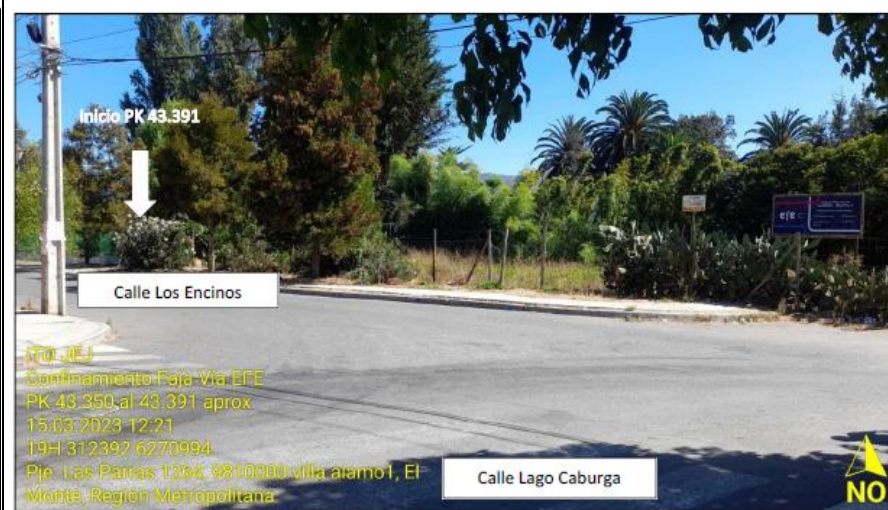 Inicio PK 43.391
efe
Calle Los Encinos
ITO JEJ
Confinamiento Faja Vía EFE
PK 43.350 al 43.391 aprox
15.03.2023 12:21
19H 312392 6270994
Pje. Las Parras 1264, 9810000 villa alamo1, El
Monte, Región Metropolitana
Calle Lago Caburga
NO